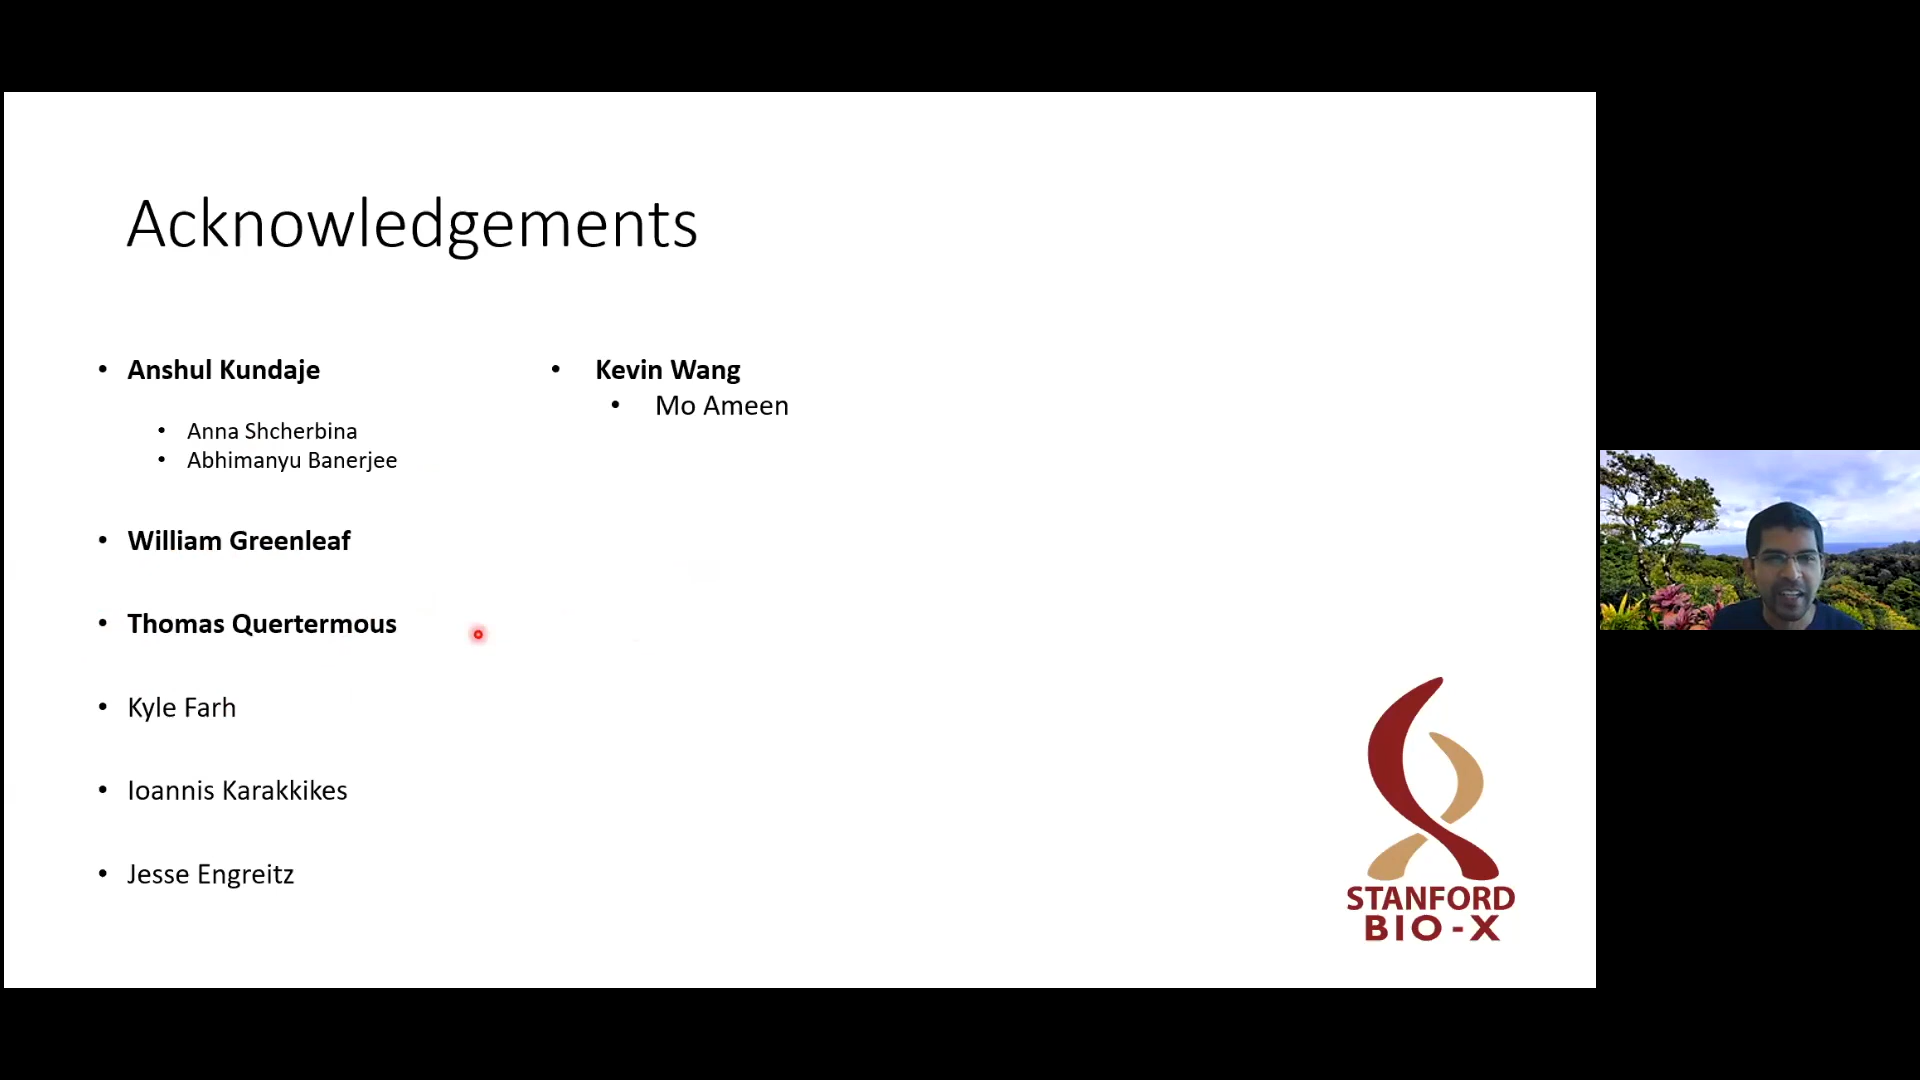 Acknowledgements
• Anshul Kundaje
• Anna Shcherbina
• Abhimanyu Banerjee
• William Greenleaf
• Thomas Quertermous
• Kyle Farh
• Ioannis Karakkikes
• Jesse Engreitz
• Kevin Wang
• Mo Ameen
STANFORD
BIO-X